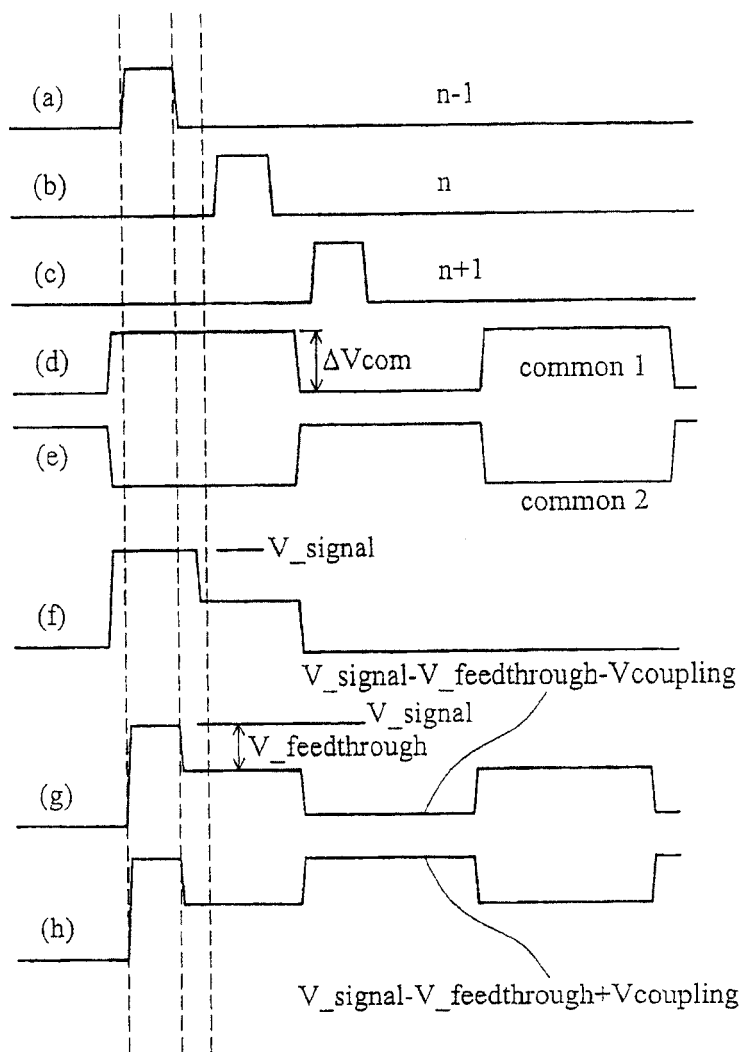 (a) n-1
(b) n
(c) n+1
(d) ΔVcom common 1
(e)
common 2
V_signal
(f)
V_signal-V_feedthrough-Vcoupling
V_signal
V_feedthrough
(g)
(h)
V_signal-V_feedthrough+Vcoupling